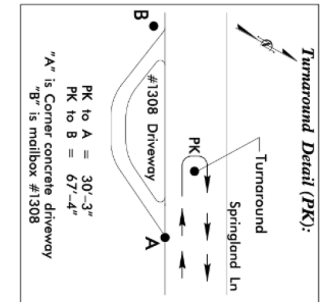 Turnaround Detail (PK):
Turnaround
Springland Ln
PK
#1308 Driveway
A
B
PK to A = 30'-3"
PK to B = 67'-4"
"A" is Corner concrete driveway
"B" is mailbox #1308